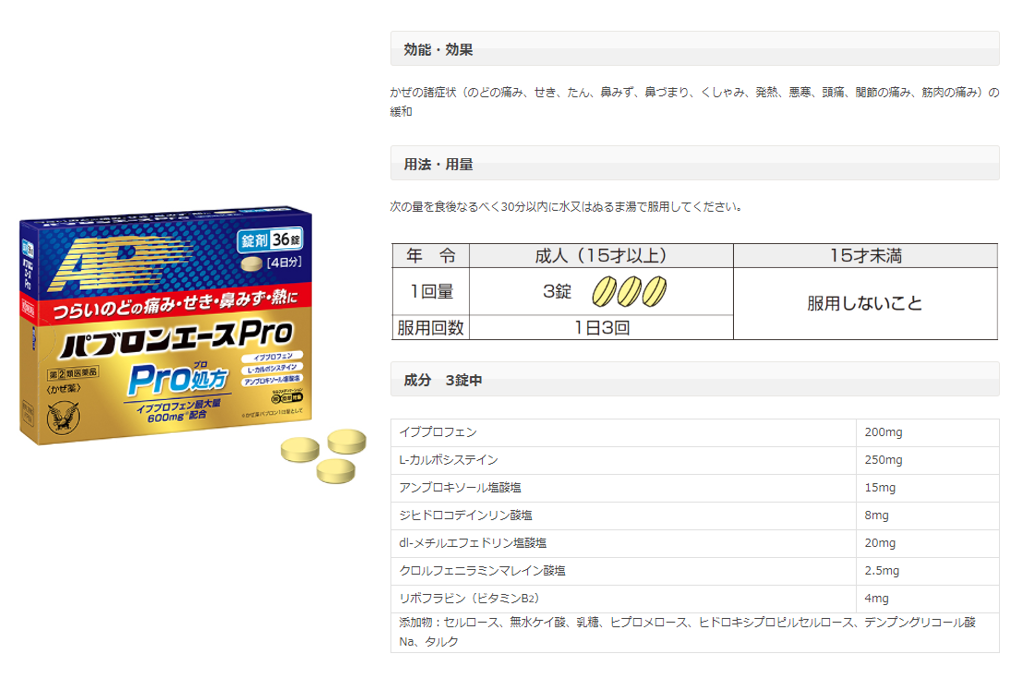 錠剤 36錠
[4日分]
つらいのどの痛み・せき・鼻みず・熱に
パブロンエースPro
イブプロフェン
L-カルボシステイン
アンブロキソール塩酸塩
プロ
Pro処方
第②類医薬品
〈かぜ薬〉
イブプロフェン最大量
600mg※配合
※かぜ薬パブロン1日量として
効能・効果
かぜの諸症状（のどの痛み、せき、たん、鼻みず、鼻づまり、くしゃみ、発熱、悪寒、頭痛、関節の痛み、筋肉の痛み）の
緩和
用法・用量
次の量を食後なるべく30分以内に水又はぬるま湯で服用してください。
年 令 成人（15才以上） 15才未満
1回量 3錠 服用しないこと
服用回数 1日3回
成分 3錠中
イブプロフェン 200mg
L-カルボシステイン 250mg
アンブロキソール塩酸塩 15mg
ジヒドロコデインリン酸塩 8mg
dl-メチルエフェドリン塩酸塩 20mg
クロルフェニラミンマレイン酸塩 2.5mg
リボフラビン（ビタミンB2） 4mg
添加物：セルロース、無水ケイ酸、乳糖、ヒプロメロース、ヒドロキシプロピルセルロース、デンプングリコール酸
Na、タルク